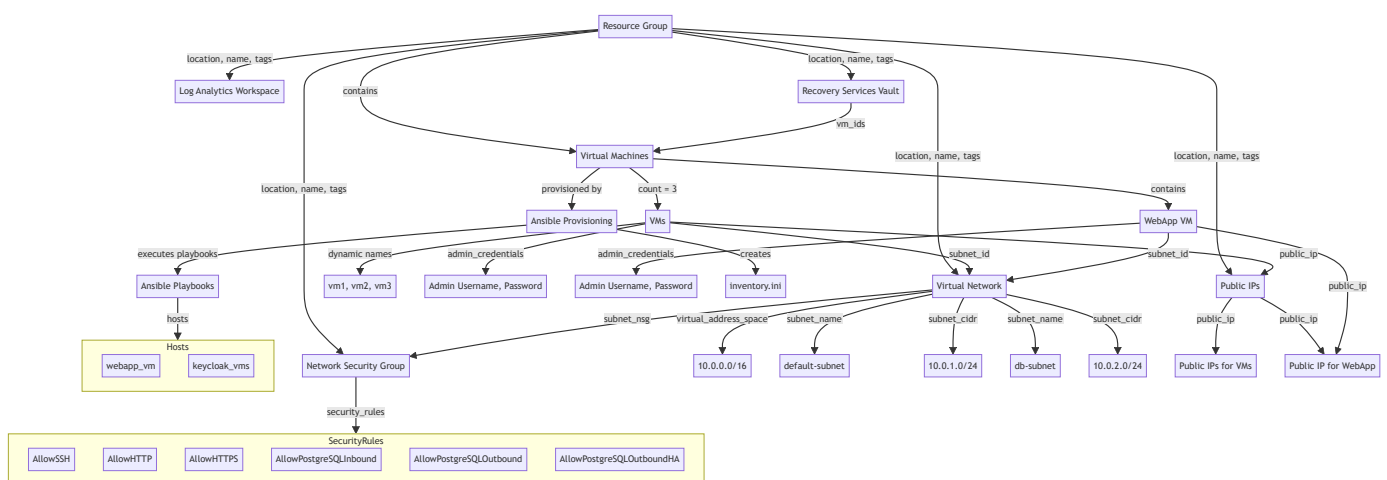 Resource Group
location, name, tags
location, name, tags
Log Analytics Workspace
contains
Recovery Services Vault
vm_ids
Virtual Machines
location, name, tags
location, name, tags
location, name, tags
provisioned by
count = 3
contains
Ansible Provisioning
VMs
WebApp VM
executes playbooks
dynamic names
admin_credentials
admin_credentials
creates
subnet_id
subnet_id
public_ip
Ansible Playbooks
vm1, vm2, vm3
Admin Username, Password
Admin Username, Password
inventory.ini
Virtual Network
Public IPs
public_ip
hosts
subnet_nsg
virtual_address_space
subnet_name
subnet_cidr
subnet_name
subnet_cidr
public_ip
public_ip
Hosts
webapp_vm
keycloak_vms
Network Security Group
10.0.0.0/16
default-subnet
10.0.1.0/24
db-subnet
10.0.2.0/24
Public IPs for VMs
Public IP for WebApp
security_rules
SecurityRules
AllowSSH
AllowHTTP
AllowHTTPS
AllowPostgreSQLInbound
AllowPostgreSQLOutbound
AllowPostgreSQLOutboundHA